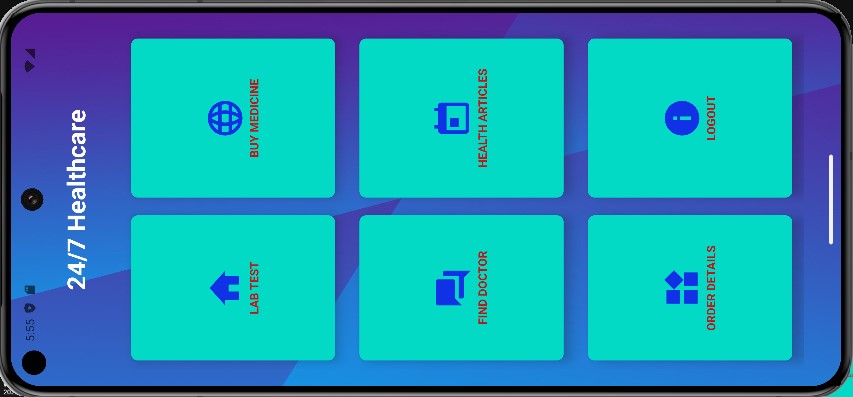 5:55
24/7 Healthcare
LAB TEST
BUY MEDICINE
FIND DOCTOR
HEALTH ARTICLES
ORDER DETAILS
LOGOUT